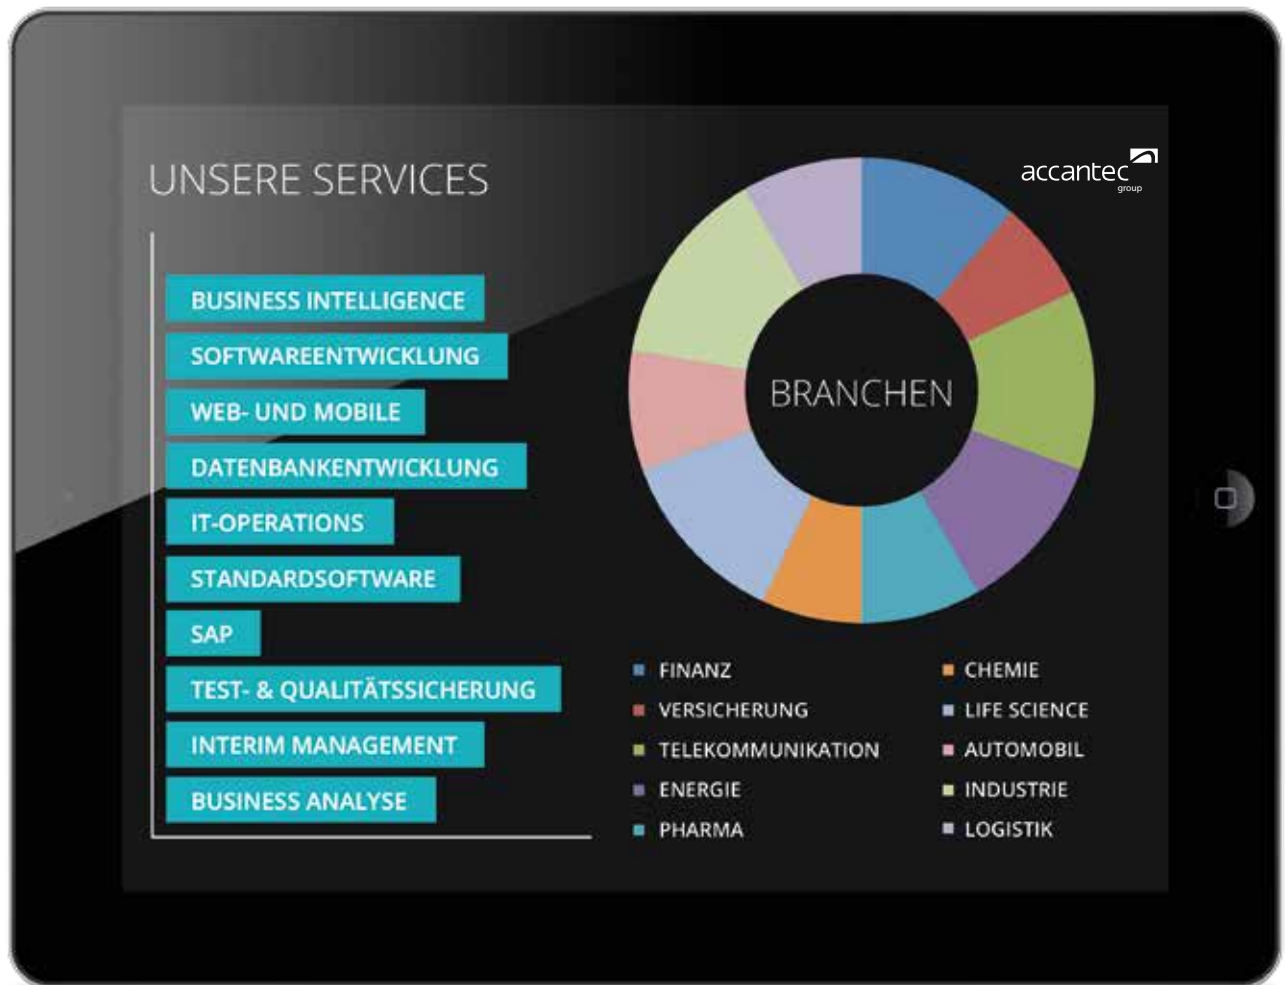 UNSERE SERVICES
BUSINESS INTELLIGENCE
SOFTWAREENTWICKLUNG
WEB- UND MOBILE
DATENBANKENTWICKLUNG
IT-OPERATIONS
STANDARDSOFTWARE
SAP
TEST- & QUALITÄTSSICHERUNG
INTERIM MANAGEMENT
BUSINESS ANALYSE
accantec
group
BRANCHEN
FINANZ
VERSICHERUNG
TELEKOMMUNIKATION
ENERGIE
PHARMA
CHEMIE
LIFE SCIENCE
AUTOMOBIL
INDUSTRIE
LOGISTIK